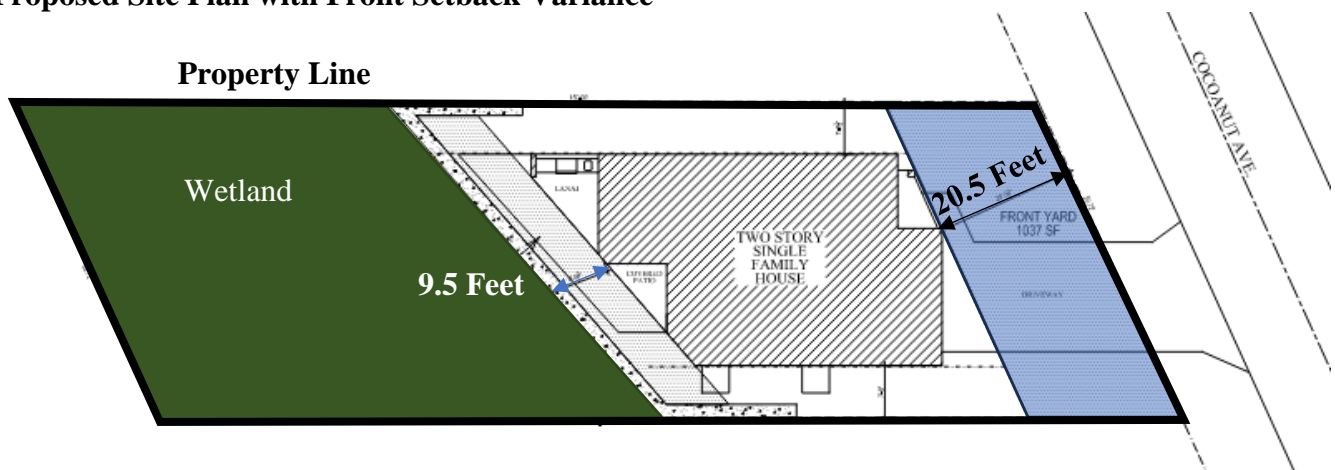 Proposed Site Plan with Front Setback Variance
Property Line
COCOANUT AVE
Wetland
LANAI
20.5 Feet
FRONT YARD
1037 SF
TWO STORY
SINGLE
FAMILY
HOUSE
9.5 Feet
PATIO
DRIVEWAY